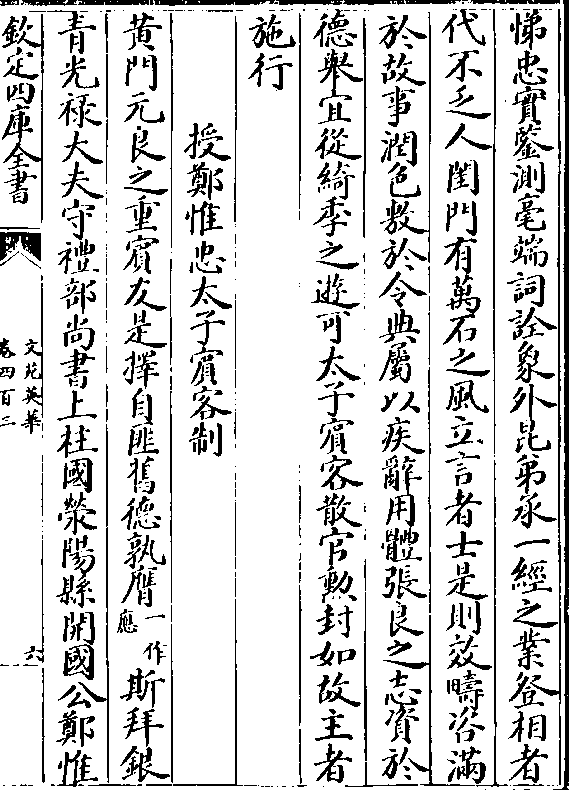 悌忠實鑒測毫端詞詮象外昆弟承一經之業登相者
代不乏人閨門有萬石之風立言者士是則效疇咨滿
於故事潤色敷於令典屬以疾辭用體張良之志資於
德舉宜從綺季之遊可太子賓客散官勲封如故主者
施行
授鄭惟忠太子賓客制
黄門元良之重賓友是擇自匪舊德孰膺一作應斯拜銀
青光禄大夫守禮部尚書上柱國滎陽縣開國公鄭惟
欽定四庫全書
文苑英華
卷四百三
六